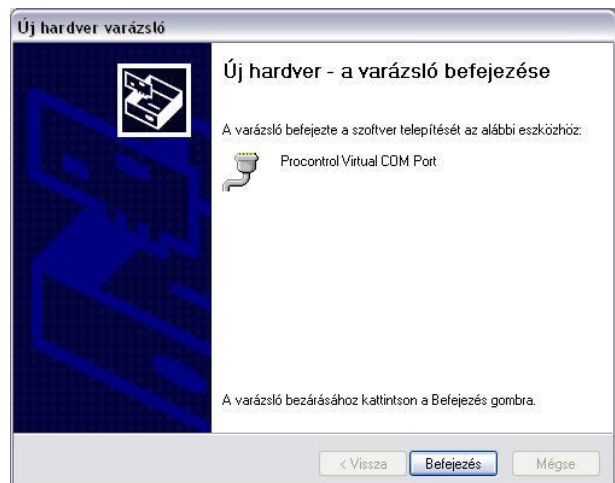 Új hardver varázsló
Új hardver - a varázsló befejezése
A varázsló befejezte a szoftver telepítését az alábbi eszközhöz:
Procontrol Virtual COM Port
A varázsló bezárásához kattintson a Befejezés gombra.
< Vissza Befejezés Mégse